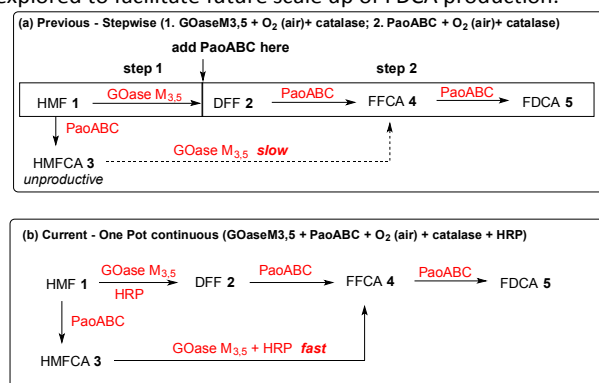 explored to facilitate future scale up of FDCA production.
(a) Previous - Stepwise (1. GOaseM3,5 + O₂ (air)+ catalase; 2. PaoABC + O₂ (air)+ catalase)
add PaoABC here
step 1
step 2
HMF 1
GOase M₃,₅
DFF 2
PaoABC
FFCA 4
PaoABC
FDCA 5
PaoABC
HMFCA 3
unproductive
GOase M₃,₅ slow
(b) Current - One Pot continuous (GOaseM3,5 + PaoABC + O₂ (air) + catalase + HRP)
HMF 1
GOase M₃,₅
HRP
DFF 2
PaoABC
FFCA 4
PaoABC
FDCA 5
PaoABC
HMFCA 3
GOase M₃,₅ + HRP fast